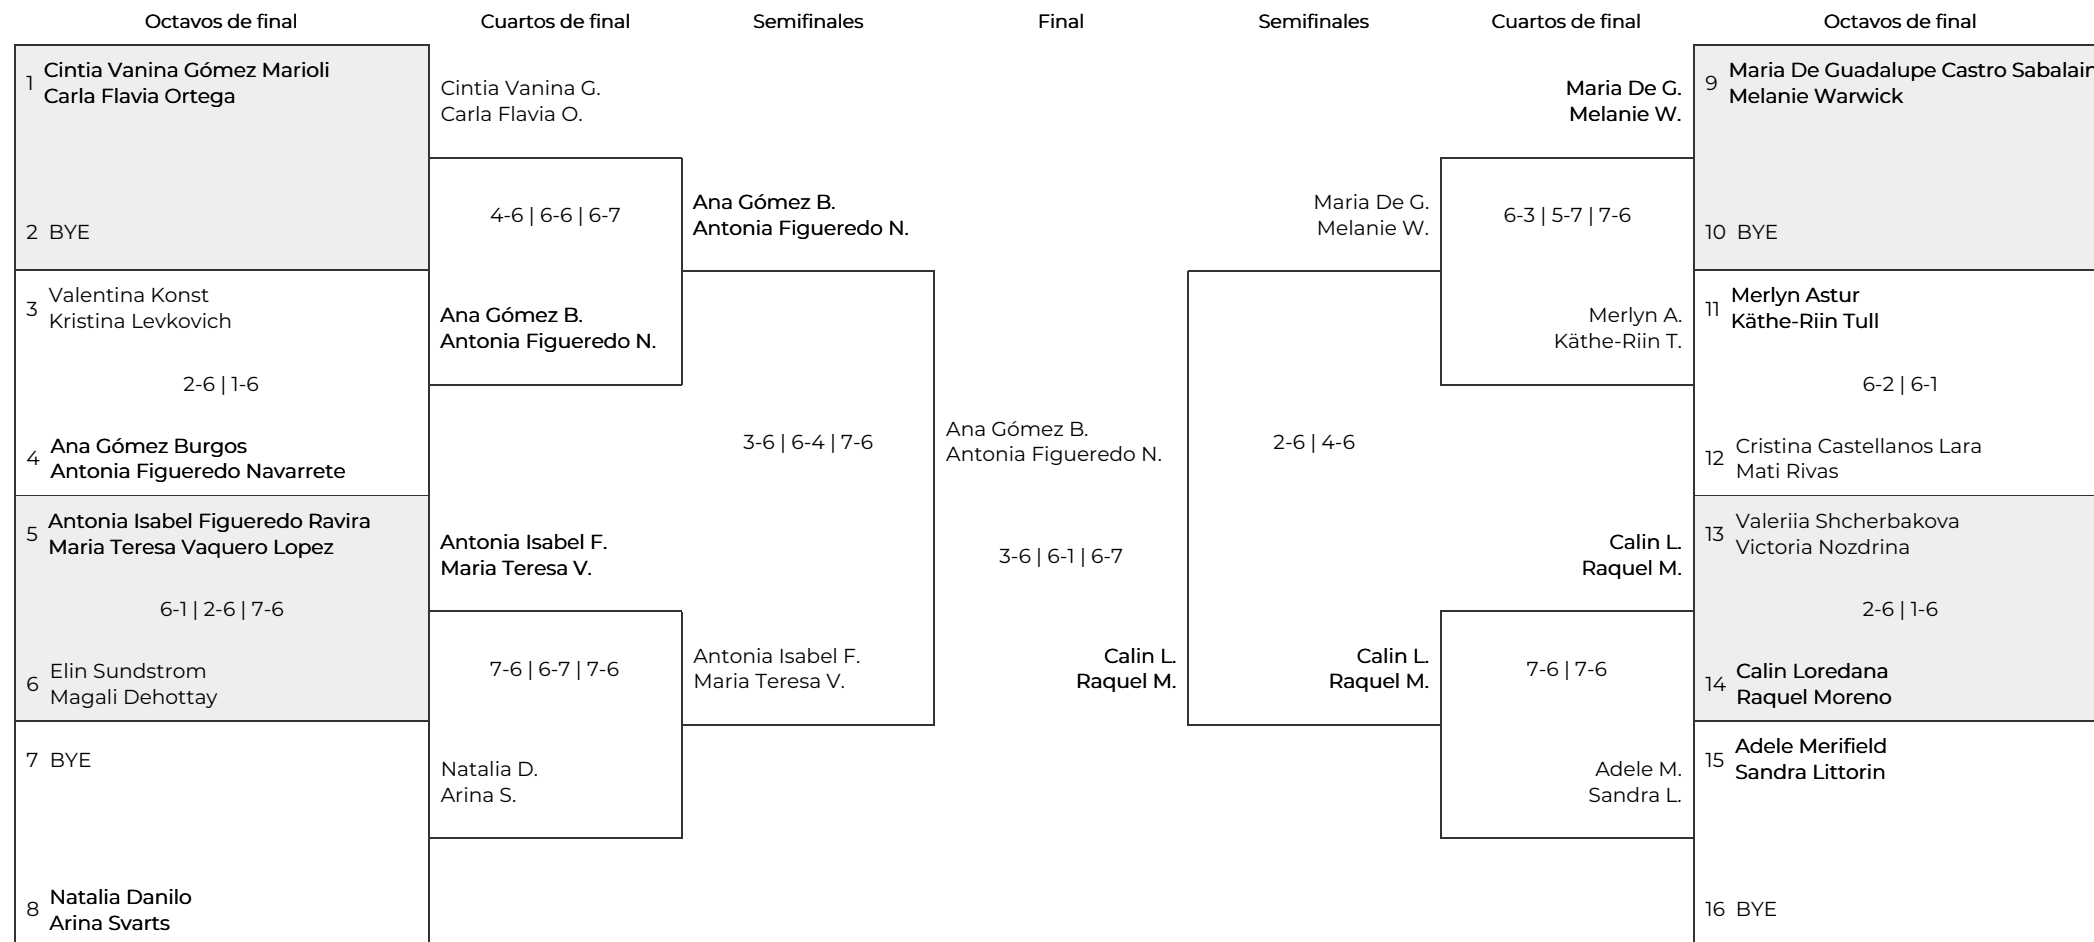 Octavos de final
Cuartos de final
Semifinales
Final
Semifinales
Cuartos de final
Octavos de final
1 Cintia Vanina Gómez Marioli
Carla Flavia Ortega
2 BYE
3 Valentina Konst
Kristina Levkovich
2-6 | 1-6
4 Ana Gómez Burgos
Antonia Figueredo Navarrete
5 Antonia Isabel Figueredo Ravira
Maria Teresa Vaquero Lopez
6-1 | 2-6 | 7-6
6 Elin Sundstrom
Magali Dehottay
7 BYE
8 Natalia Danilo
Arina Svarts
Cintia Vanina G.
Carla Flavia O.
4-6 | 6-6 | 6-7
Ana Gómez B.
Antonia Figueredo N.
Antonia Isabel F.
Maria Teresa V.
7-6 | 6-7 | 7-6
Natalia D.
Arina S.
Ana Gómez B.
Antonia Figueredo N.
3-6 | 6-4 | 7-6
Antonia Isabel F.
Maria Teresa V.
Ana Gómez B.
Antonia Figueredo N.
3-6 | 6-1 | 6-7
Calin L.
Raquel M.
Maria De G.
Melanie W.
2-6 | 4-6
Calin L.
Raquel M.
Maria De G.
Melanie W.
6-3 | 5-7 | 7-6
Merlyn A.
Käthe-Riin T.
Calin L.
Raquel M.
7-6 | 7-6
Adele M.
Sandra L.
9 Maria De Guadalupe Castro Sabalain
Melanie Warwick
10 BYE
11 Merlyn Astur
Käthe-Riin Tull
6-2 | 6-1
12 Cristina Castellanos Lara
Mati Rivas
13 Valeriia Shcherbakova
Victoria Nozdrina
2-6 | 1-6
14 Calin Loredana
Raquel Moreno
15 Adele Merifield
Sandra Littorin
16 BYE